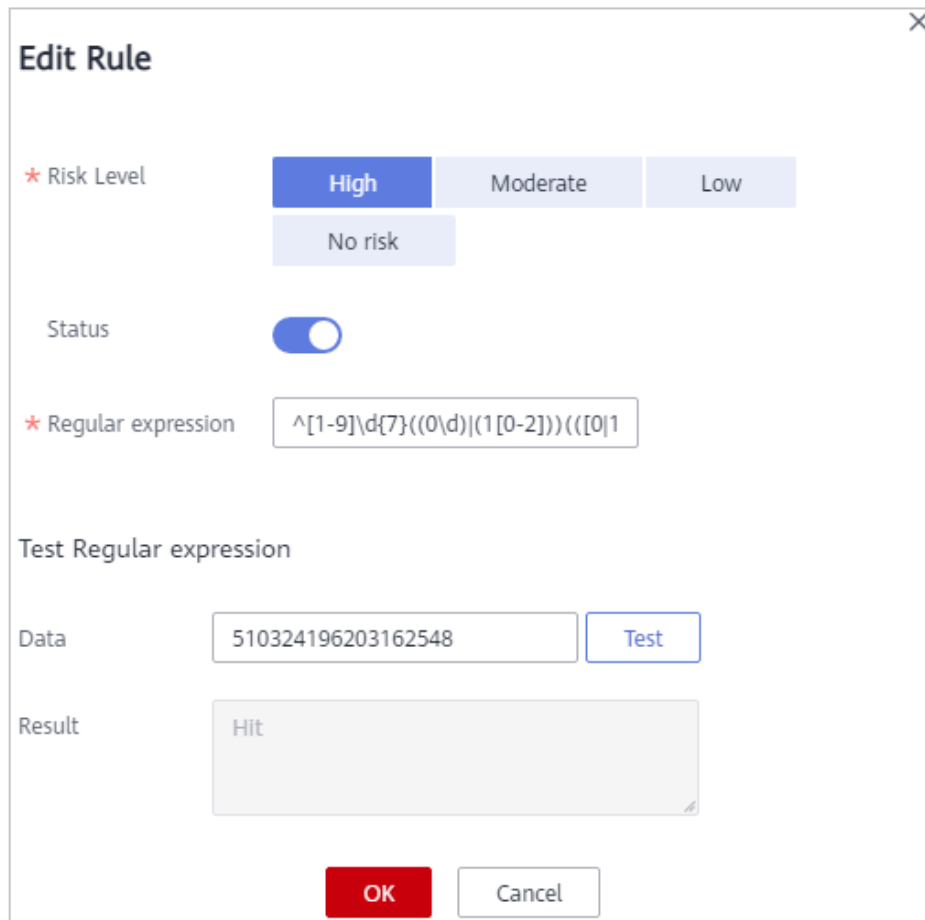 Edit Rule
* Risk Level High Moderate Low
No risk
Status
* Regular expression ^[1-9]\d{7}((0\d)|(1[0-2]))(([0|1
Test Regular expression
Data 510324196203162548 Test
Result Hit
OK Cancel